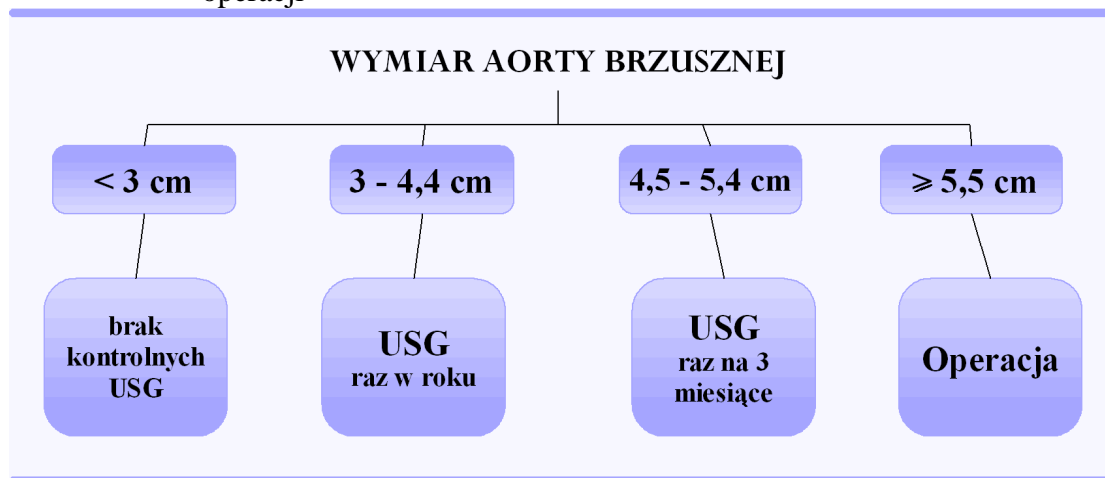 operacji
WYMIAR AORTY BRZUSZNEJ
< 3 cm
3 - 4,4 cm
4,5 - 5,4 cm
⩾ 5,5 cm
brak
kontrolnych
USG
USG
raz w roku
USG
raz na 3
miesiące
Operacja